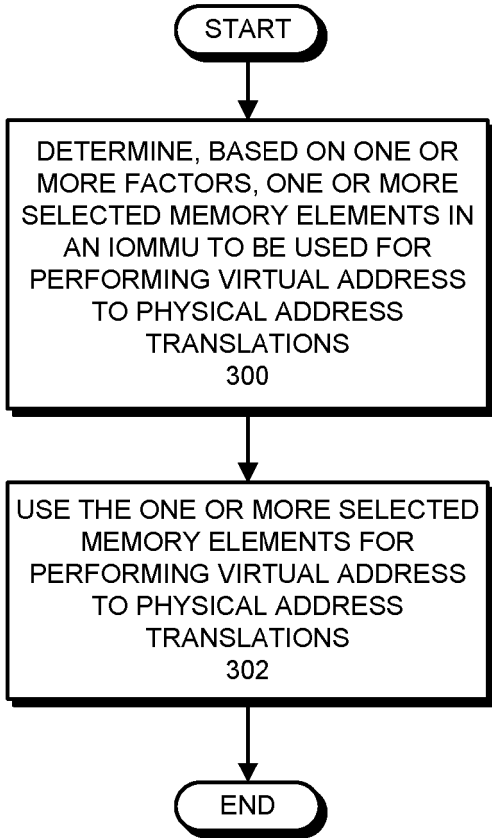 START
DETERMINE, BASED ON ONE OR
MORE FACTORS, ONE OR MORE
SELECTED MEMORY ELEMENTS IN
AN IOMMU TO BE USED FOR
PERFORMING VIRTUAL ADDRESS
TO PHYSICAL ADDRESS
TRANSLATIONS
300
USE THE ONE OR MORE SELECTED
MEMORY ELEMENTS FOR
PERFORMING VIRTUAL ADDRESS
TO PHYSICAL ADDRESS
TRANSLATIONS
302
END